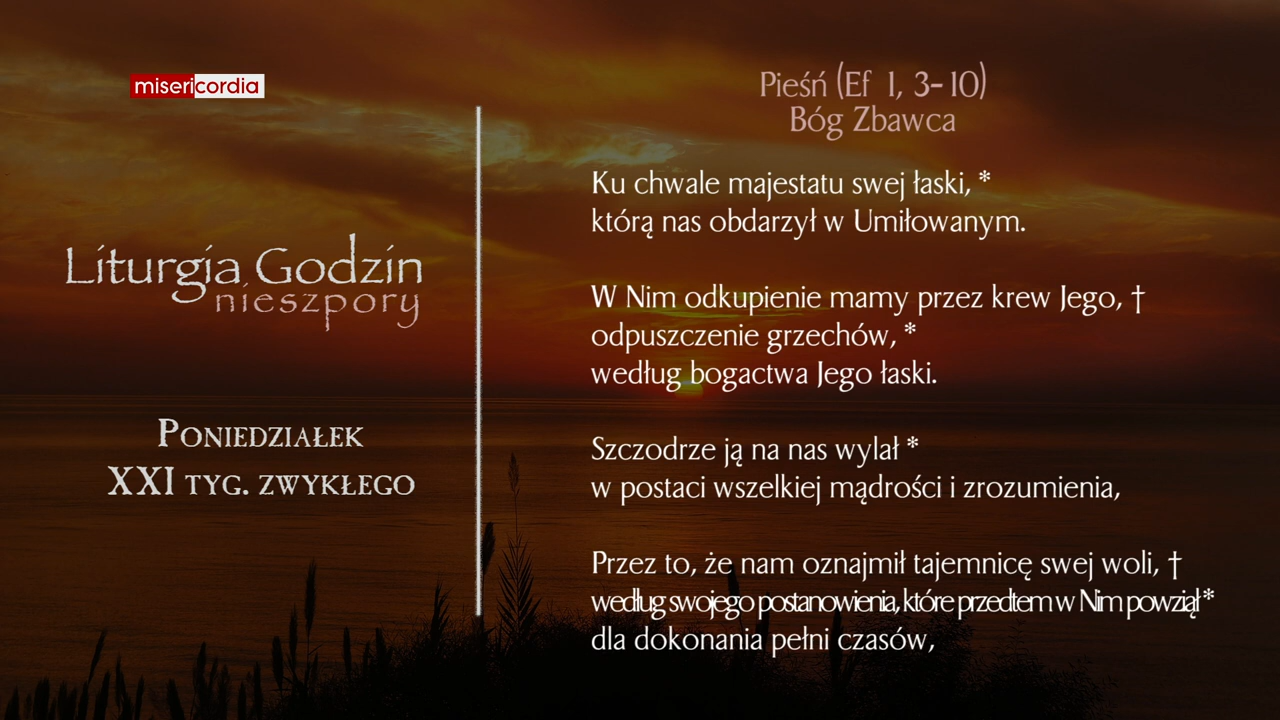 misericordia
Liturgia Godzin
nieszpory
Poniedziałek
XXI tyg. zwykłego
Pieśń (Ef 1, 3-10)
Bóg Zbawca
Ku chwale majestatu swej łaski, *
którą nas obdarzył w Umiłowanym.
W Nim odkupienie mamy przez krew Jego, †
odpuszczenie grzechów, *
według bogactwa Jego łaski.
Szczodrze ją na nas wylał *
w postaci wszelkiej mądrości i zrozumienia,
Przez to, że nam oznajmił tajemnicę swej woli, †
według swojego postanowienia, które przedtem w Nim powziął *
dla dokonania pełni czasów,